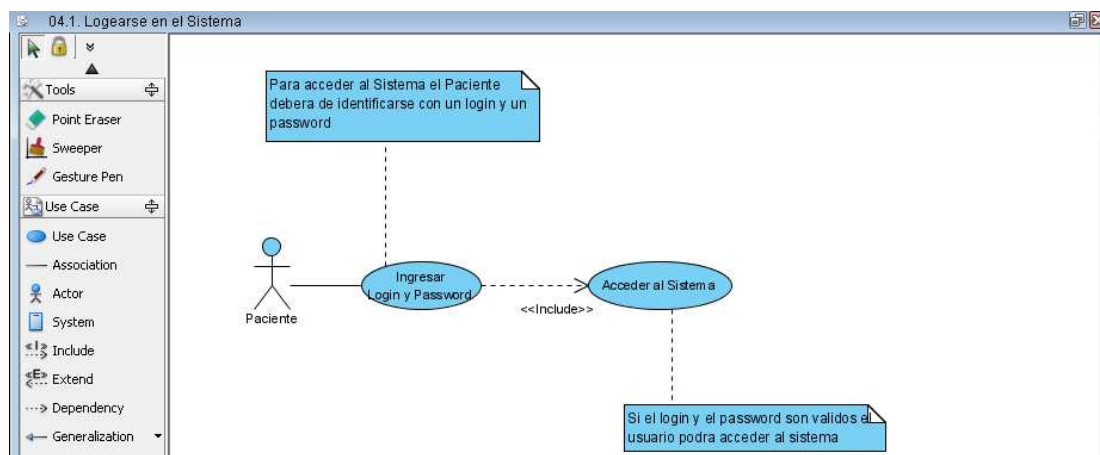 04.1. Logearse en el Sistema
Tools
Point Eraser
Sweeper
Gesture Pen
Use Case
Use Case
Association
Actor
System
Include
Extend
Dependency
Generalization
Para acceder al Sistema el Paciente
debera de identificarse con un login y un
password
Paciente
Ingresar
Login y Password
<<Include>>
Acceder al Sistema
Si el login y el password son validos el
usuario podra acceder al sistema